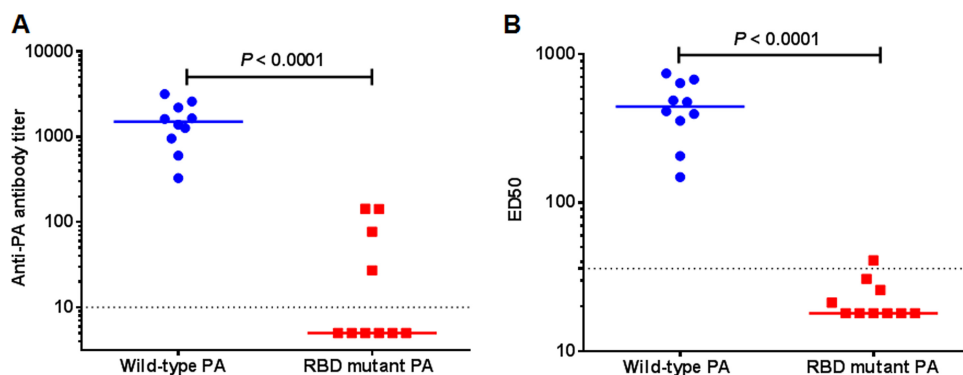 A
10000
1000
100
10
Anti-PA antibody titer
P < 0.0001
Wild-type PA
RBD mutant PA
B
1000
100
10
ED50
P < 0.0001
Wild-type PA
RBD mutant PA